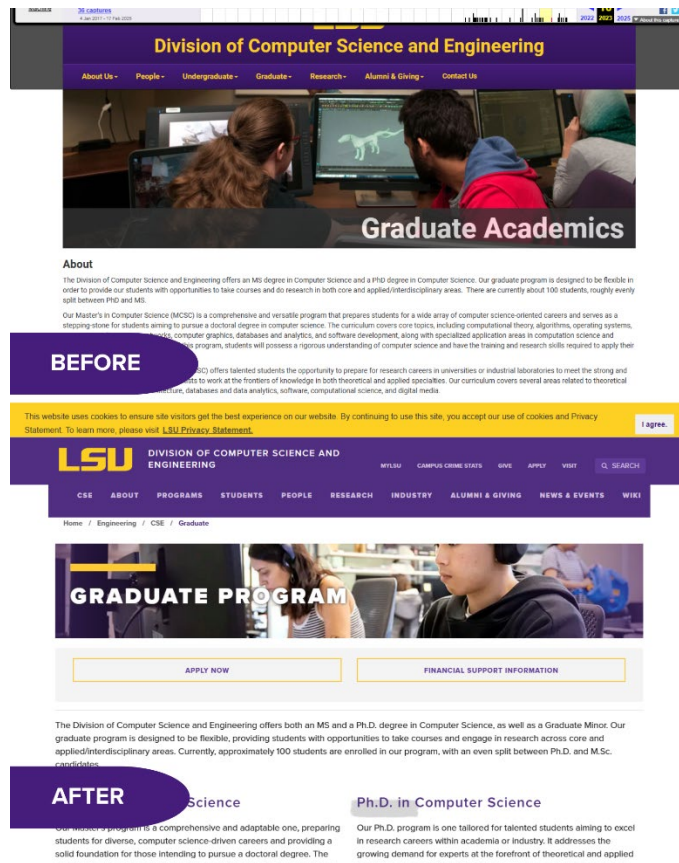 36 captures
4 Jan 2017 - 17 Feb 2025
2022 2023 2025
About this capture
Division of Computer Science and Engineering
About Us People Undergraduate Graduate Research Alumni & Giving Contact Us
Graduate Academics
About
The Division of Computer Science and Engineering offers an MS degree in Computer Science and a PhD degree in Computer Science. Our graduate program is designed to be flexible in
order to provide our students with opportunities to take courses and do research in both core and applied/interdisciplinary areas. There are currently about 100 students, roughly evenly
split between PhD and MS.
Our Master's in Computer Science (MCSC) is a comprehensive and versatile program that prepares students for a wide array of computer science-oriented careers and serves as a
stepping-stone for students aiming to pursue a doctoral degree in computer science. The curriculum covers core topics, including computational theory, algorithms, operating systems,
computer graphics, databases and analytics, and software development, along with specialized application areas in computation science and
this program, students will possess a rigorous understanding of computer science and have the training and research skills required to apply their
BEFORE
offers talented students the opportunity to prepare for research careers in universities or industrial laboratories to meet the strong and
to work at the frontiers of knowledge in both theoretical and applied specialties. Our curriculum covers several areas related to theoretical
databases and data analytics, software, computational science, and digital media.
This website uses cookies to ensure site visitors get the best experience on our website. By continuing to use this site, you accept our use of cookies and Privacy
Statement. To learn more, please visit LSU Privacy Statement.
I agree.
LSU
DIVISION OF COMPUTER SCIENCE AND
ENGINEERING
MYLSU CAMPUS CRIME STATS GIVE APPLY VISIT SEARCH
CSE ABOUT PROGRAMS STUDENTS PEOPLE RESEARCH INDUSTRY ALUMNI & GIVING NEWS & EVENTS WIKI
Home / Engineering / CSE / Graduate
GRADUATE PROGRAM
APPLY NOW
FINANCIAL SUPPORT INFORMATION
The Division of Computer Science and Engineering offers both an MS and a Ph.D. degree in Computer Science, as well as a Graduate Minor. Our
graduate program is designed to be flexible, providing students with opportunities to take courses and engage in research across core and
applied/interdisciplinary areas. Currently, approximately 100 students are enrolled in our program, with an even split between Ph.D. and M.Sc.
candidates.
AFTER
Science
Ph.D. in Computer Science
Our Master's program is a comprehensive and adaptable one, preparing
students for diverse, computer science-driven careers and providing a
solid foundation for those intending to pursue a doctoral degree. The
Our Ph.D. program is one tailored for talented students aiming to excel
in research careers within academia or industry. It addresses the
growing demand for experts at the forefront of theoretical and applied